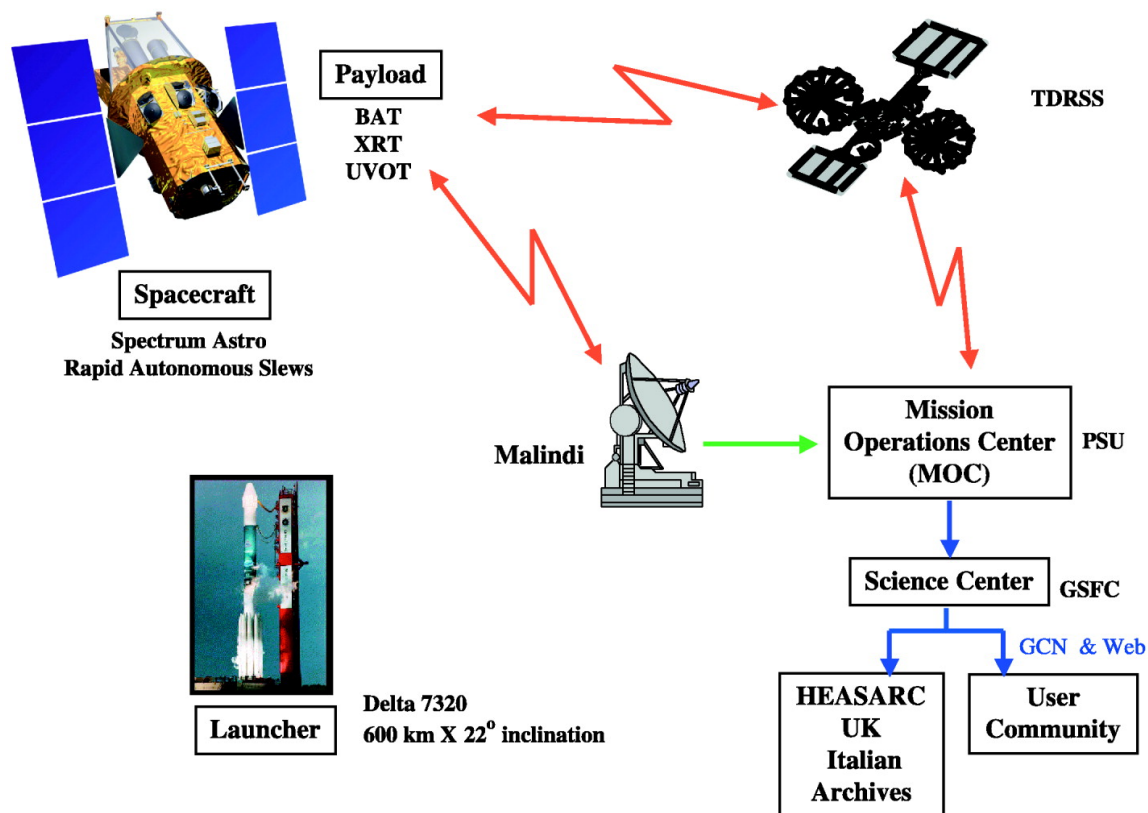 Payload
BAT
XRT
UVOT
TDRSS
Spacecraft
Spectrum Astro
Rapid Autonomous Slews
Malindi
Mission
Operations Center
(MOC)
PSU
Science Center
GSFC
GCN & Web
HEASARC
UK
Italian
Archives
User
Community
Launcher
Delta 7320
600 km X 22° inclination